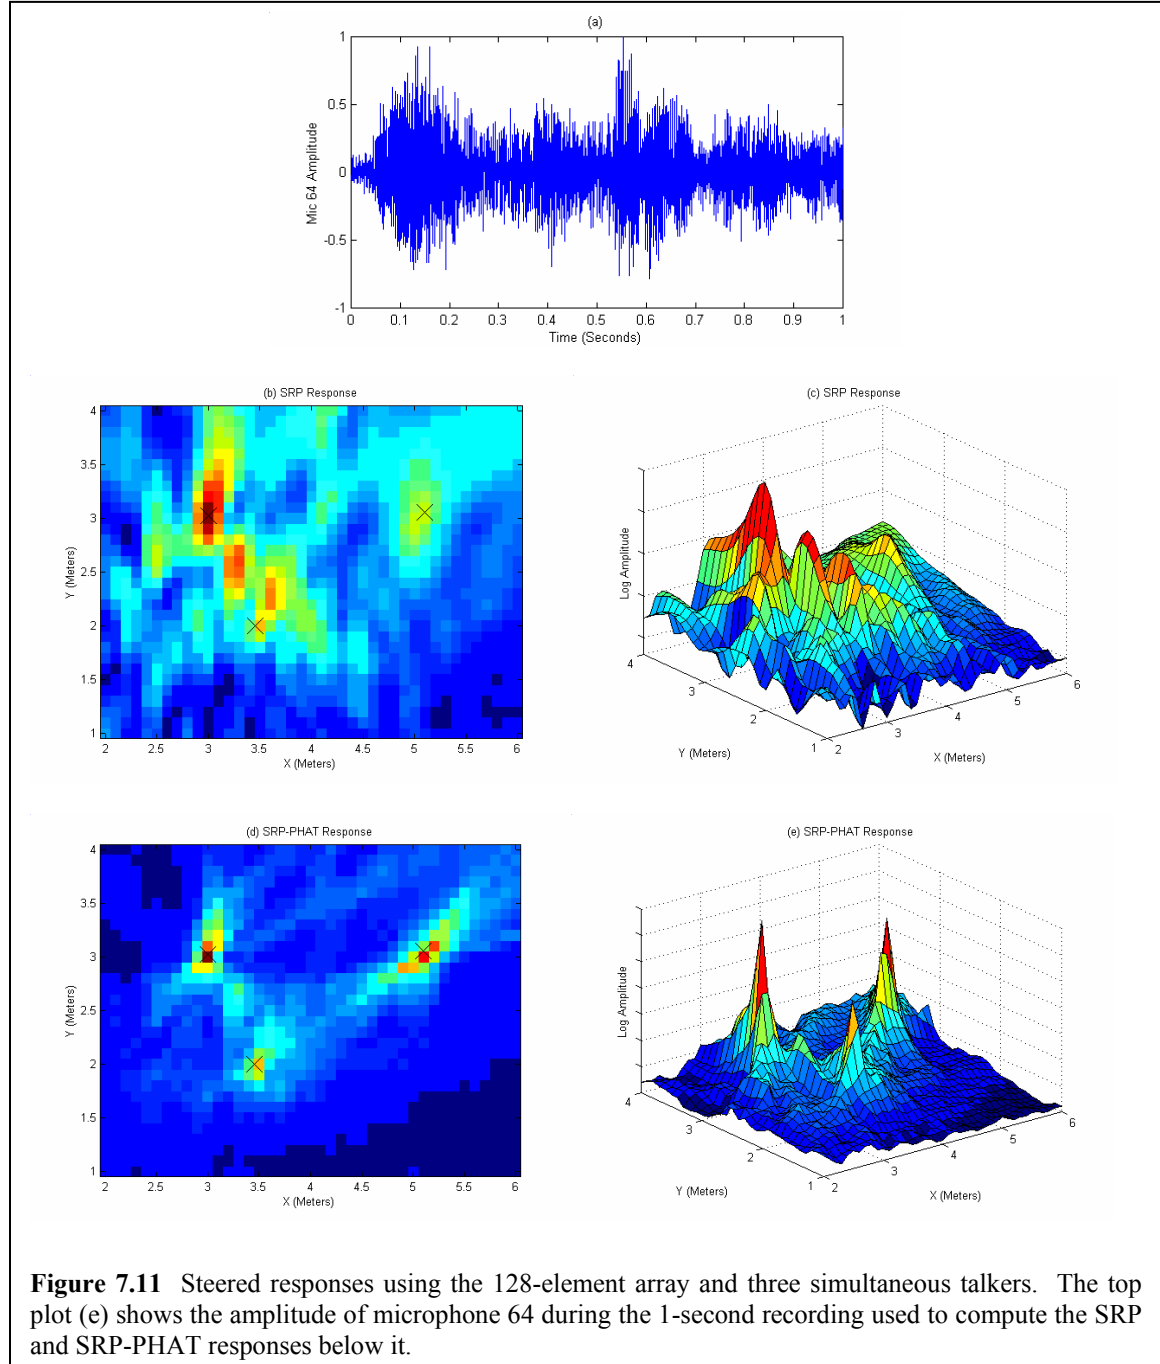 (a)
Mic 64 Amplitude
1
0.5
0
-0.5
-1
0 0.1 0.2 0.3 0.4 0.5 0.6 0.7 0.8 0.9 1
Time (Seconds)
(b) SRP Response
Y (Meters)
4
3.5
3
2.5
2
1.5
1
2 2.5 3 3.5 4 4.5 5 5.5 6
X (Meters)
(c) SRP Response
Log Amplitude
4
3
2
1
2
3
4
5
6
Y (Meters)
X (Meters)
(d) SRP-PHAT Response
Y (Meters)
4
3.5
3
2.5
2
1.5
1
2 2.5 3 3.5 4 4.5 5 5.5 6
X (Meters)
(e) SRP-PHAT Response
Log Amplitude
4
3
2
1
2
3
4
5
6
Y (Meters)
X (Meters)
Figure 7.11 Steered responses using the 128-element array and three simultaneous talkers. The top
plot (e) shows the amplitude of microphone 64 during the 1-second recording used to compute the SRP
and SRP-PHAT responses below it.